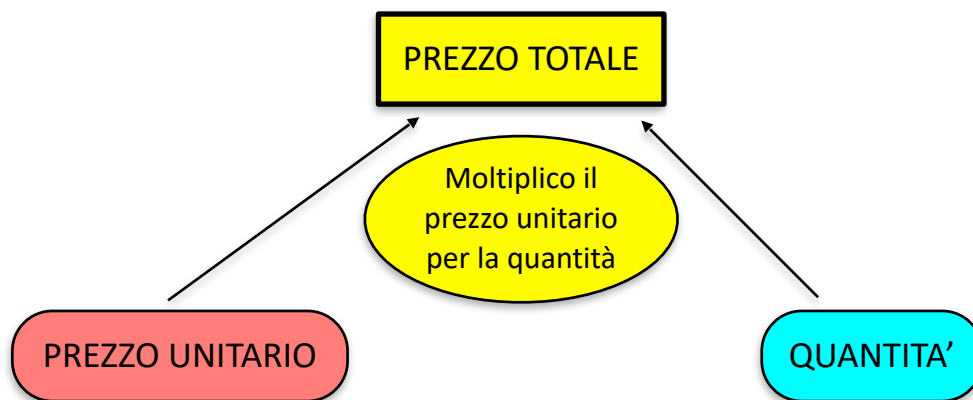 PREZZO TOTALE
Moltiplico il
prezzo unitario
per la quantità
PREZZO UNITARIO
QUANTITA’